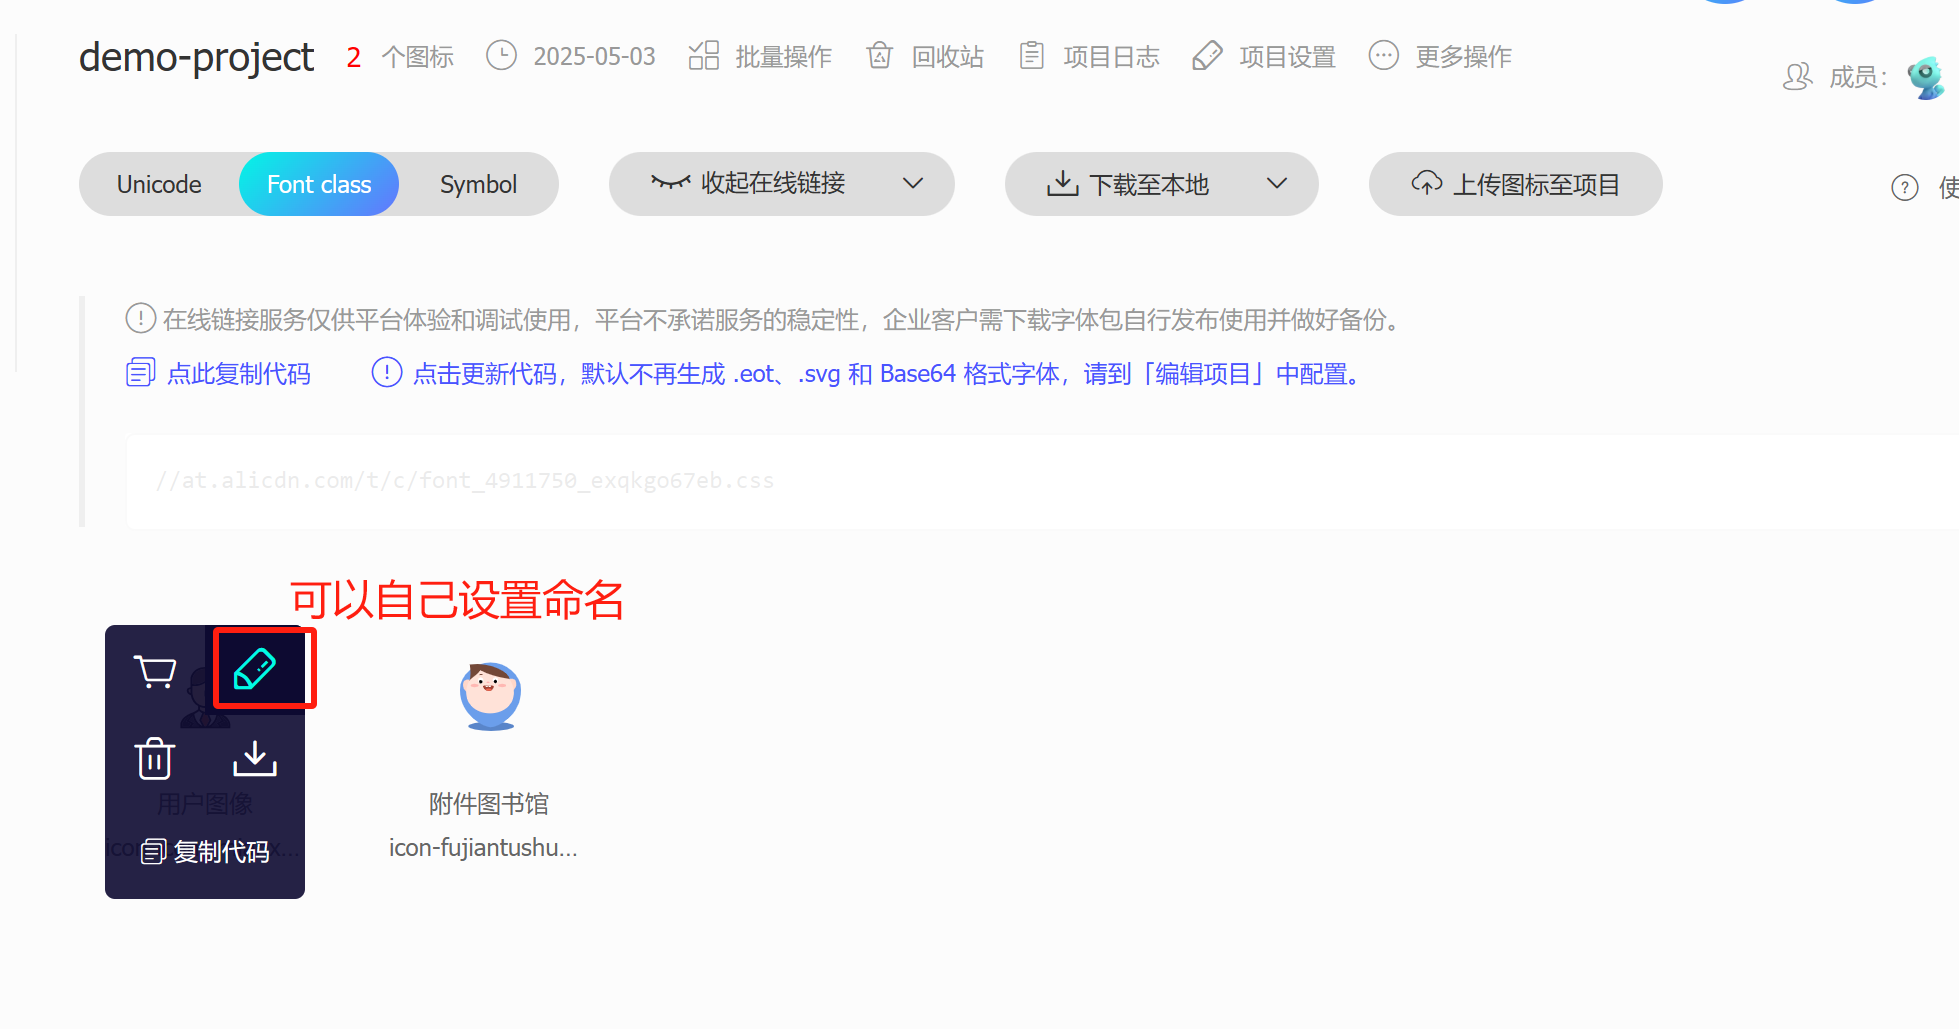 demo-project 2 个图标 2025-05-03 批量操作 回收站 项目日志 项目设置 更多操作
成员：
Unicode Font class Symbol 收起在线链接 下载至本地 上传图标至项目 ? 使
在线链接服务仅供平台体验和调试使用，平台不承诺服务的稳定性，企业客户需下载字体包自行发布使用并做好备份。
点此复制代码 点击更新代码，默认不再生成 .eot、.svg 和 Base64 格式字体，请到「编辑项目」中配置。
//at.alicdn.com/t/c/font_4911750_exqkgo67eb.css
可以自己设置命名
用户图像 附件图书馆
icon-fujiantushu...
复制代码